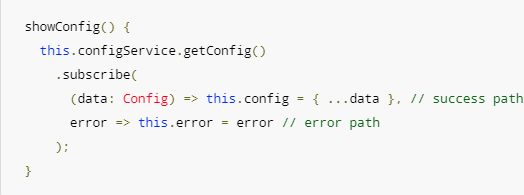 showConfig() {
  this.configService.getConfig()
    .subscribe(
      (data: Config) => this.config = { ...data }, // success path
      error => this.error = error // error path
    );
}